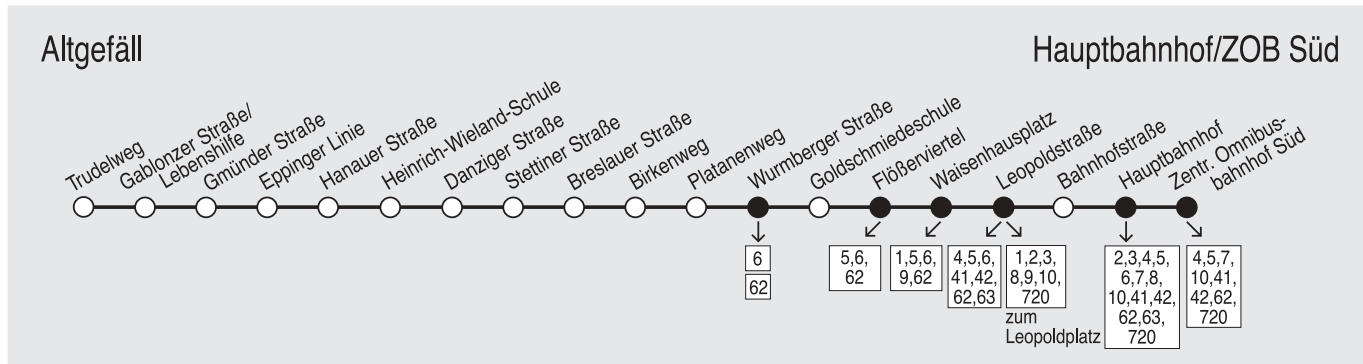 Altgefäll
Hauptbahnhof/ZOB Süd
Trudelweg
Gablonzer Straße/
Lebenshilfe
Gmünder Straße
Eppinger Linie
Hanauer Straße
Heinrich-Wieland-Schule
Danziger Straße
Stettiner Straße
Breslauer Straße
Birkenweg
Platanenweg
Wurmberger Straße
Goldschmiedeschule
Flößerviertel
Waisenhausplatz
Leopoldstraße
Bahnhofstraße
Hauptbahnhof
Zentr. Omnibus-
bahnhof Süd
6
62
5,6,
62
1,5,6,
9,62
4,5,6,
41,42,
62,63
1,2,3,
8,9,10,
720
zum
Leopoldplatz
2,3,4,5,
6,7,8,
10,41,42,
62,63,
720
4,5,7,
10,41,
42,62,
720